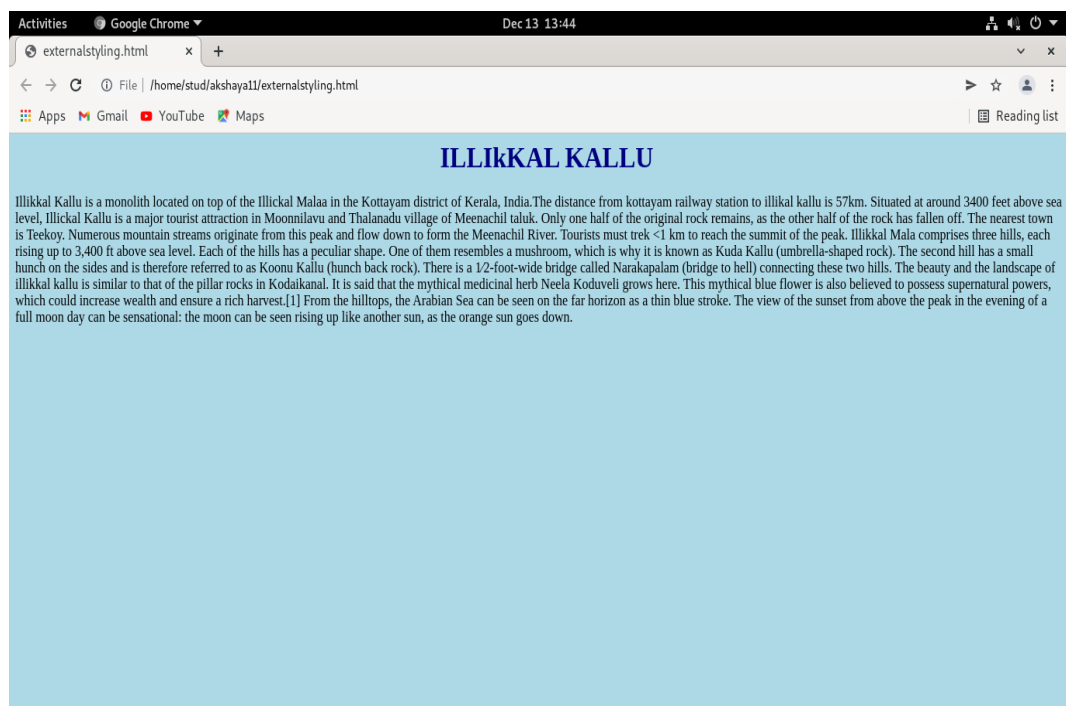 Activities Google Chrome Dec 13 13:44
externalstyling.html x +
File /home/stud/akshaya11/externalstyling.html
Apps Gmail YouTube Maps Reading list
ILLIkKAL KALLU
Illikkal Kallu is a monolith located on top of the Illickal Malaa in the Kottayam district of Kerala, India.The distance from kottayam railway station to illikal kallu is 57km. Situated at around 3400 feet above sea
level, Illickal Kallu is a major tourist attraction in Moonnilavu and Thalanadu village of Meenachil taluk. Only one half of the original rock remains, as the other half of the rock has fallen off. The nearest town
is Teekoy. Numerous mountain streams originate from this peak and flow down to form the Meenachil River. Tourists must trek <1 km to reach the summit of the peak. Illikkal Mala comprises three hills, each
rising up to 3,400 ft above sea level. Each of the hills has a peculiar shape. One of them resembles a mushroom, which is why it is known as Kuda Kallu (umbrella-shaped rock). The second hill has a small
hunch on the sides and is therefore referred to as Koonu Kallu (hunch back rock). There is a 1⁄2-foot-wide bridge called Narakapalam (bridge to hell) connecting these two hills. The beauty and the landscape of
illikkal kallu is similar to that of the pillar rocks in Kodaikanal. It is said that the mythical medicinal herb Neela Koduveli grows here. This mythical blue flower is also believed to possess supernatural powers,
which could increase wealth and ensure a rich harvest.[1] From the hilltops, the Arabian Sea can be seen on the far horizon as a thin blue stroke. The view of the sunset from above the peak in the evening of a
full moon day can be sensational: the moon can be seen rising up like another sun, as the orange sun goes down.